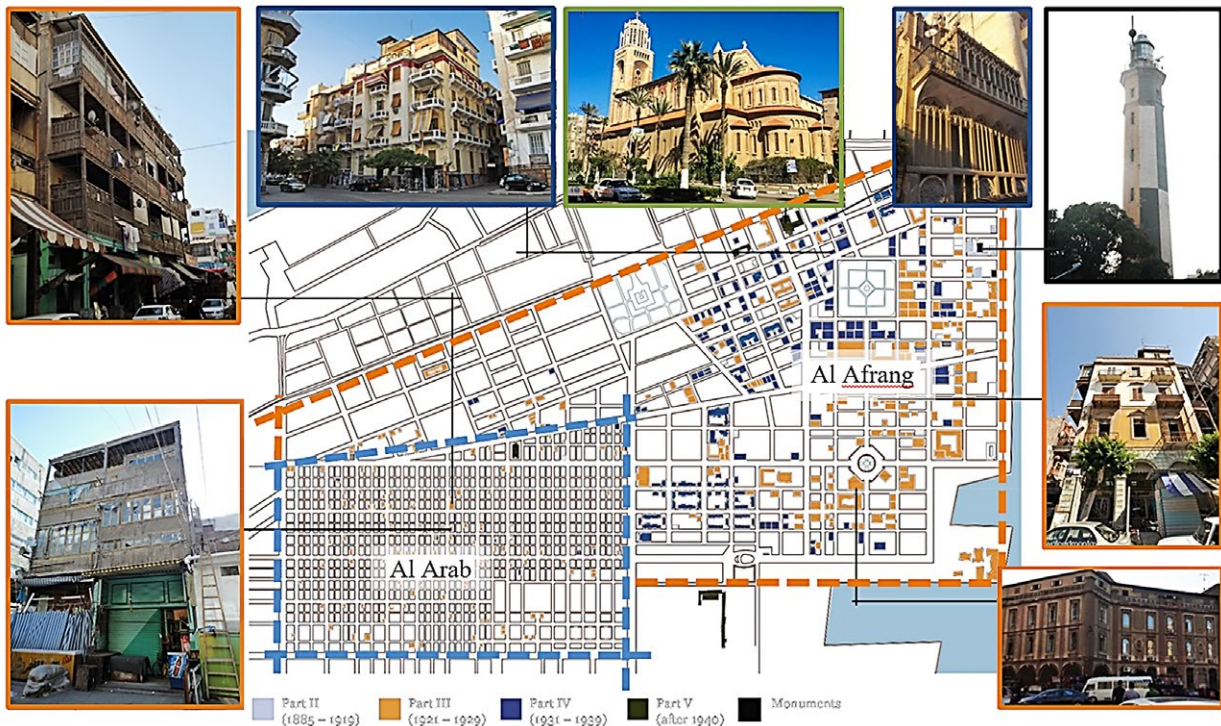 Al Afrang
Al Arab
Part II
(1885 – 1919)
Part III
(1921 – 1929)
Part IV
(1931 – 1939)
Part V
(after 1940)
Monuments